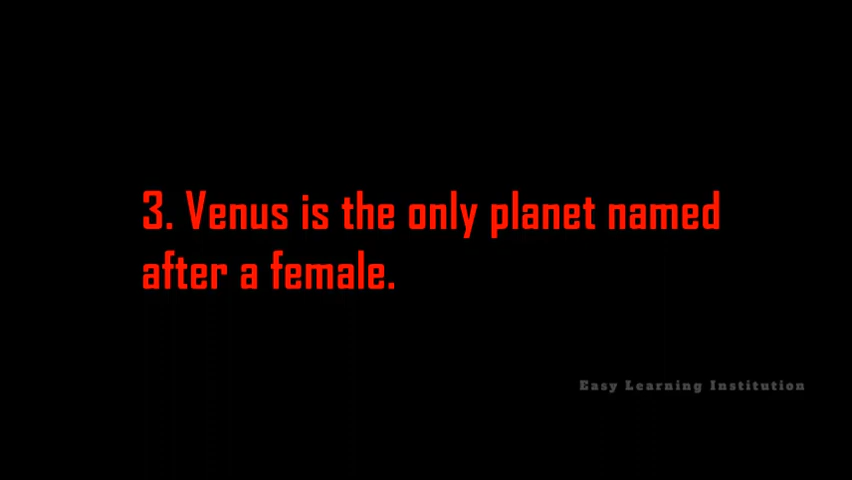 3. Venus is the only planet named
after a female.
Easy Learning Institution